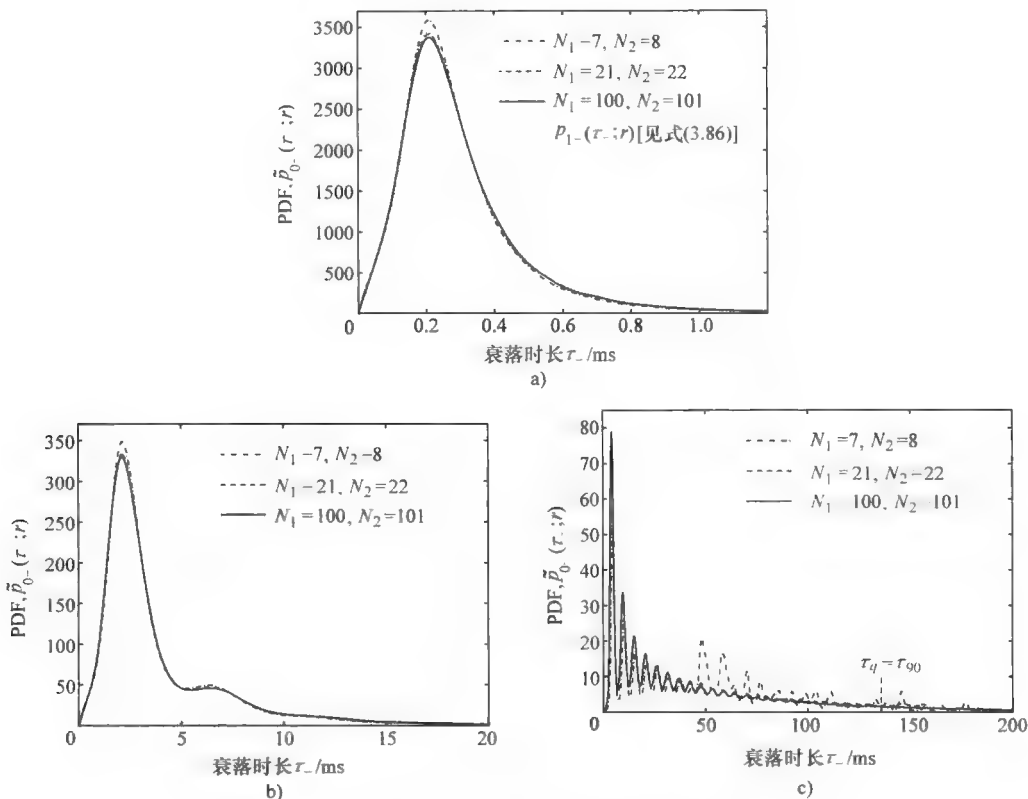 3500
3000
2500
2000
1500
1000
500
0
0.2
0.4
0.6
0.8
1.0
PDF, p̃₀₋ (τ ;r)
N₁−7, N₂=8
N₁=21, N₂=22
N₁=100, N₂=101
p₁₋(τ₋;r)[见式(3.86)]
衰落时长τ₋/ms
a)
350
300
250
200
150
100
50
0
5
10
15
20
PDF, p̃₀₋ (τ ;r)
N₁−7, N₂−8
N₁−21, N₂=22
N₁=100, N₂=101
衰落时长τ₋/ms
b)
80
70
60
50
40
30
20
10
0
50
100
150
200
PDF, p̃₀ (τ ;r)
N₁=7, N₂=8
N₁=21, N₂−22
N₁ 100, N₂ 101
τq=τ₉₀
衰落时长τ₋/ms
c)